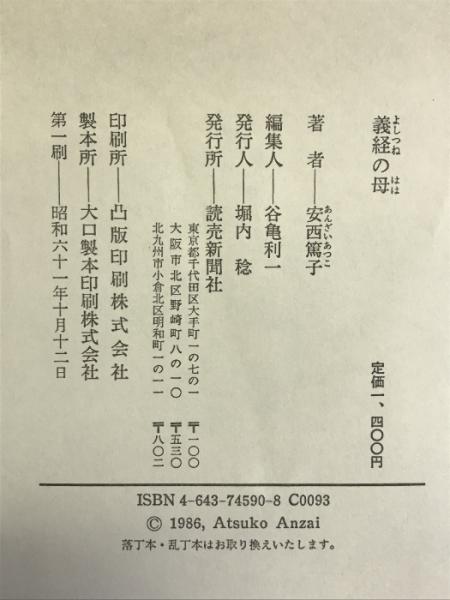 義経の母
よしつね はは
定価一、四〇〇円
著者――安西篤子
あんざいあつこ
編集人――谷亀利一
発行人――堀内 稔
発行所――読売新聞社
東京都千代田区大手町一の七の一 〒一〇〇
大阪市北区野崎町八の一〇 〒五三〇
北九州市小倉北区明和町一の一一 〒八〇二
印刷所――凸版印刷株式会社
製本所――大口製本印刷株式会社
第一刷――昭和六十一年十月十二日
ISBN 4-643-74590-8 C0093
© 1986, Atsuko Anzai
落丁本・乱丁本はお取り換えいたします。